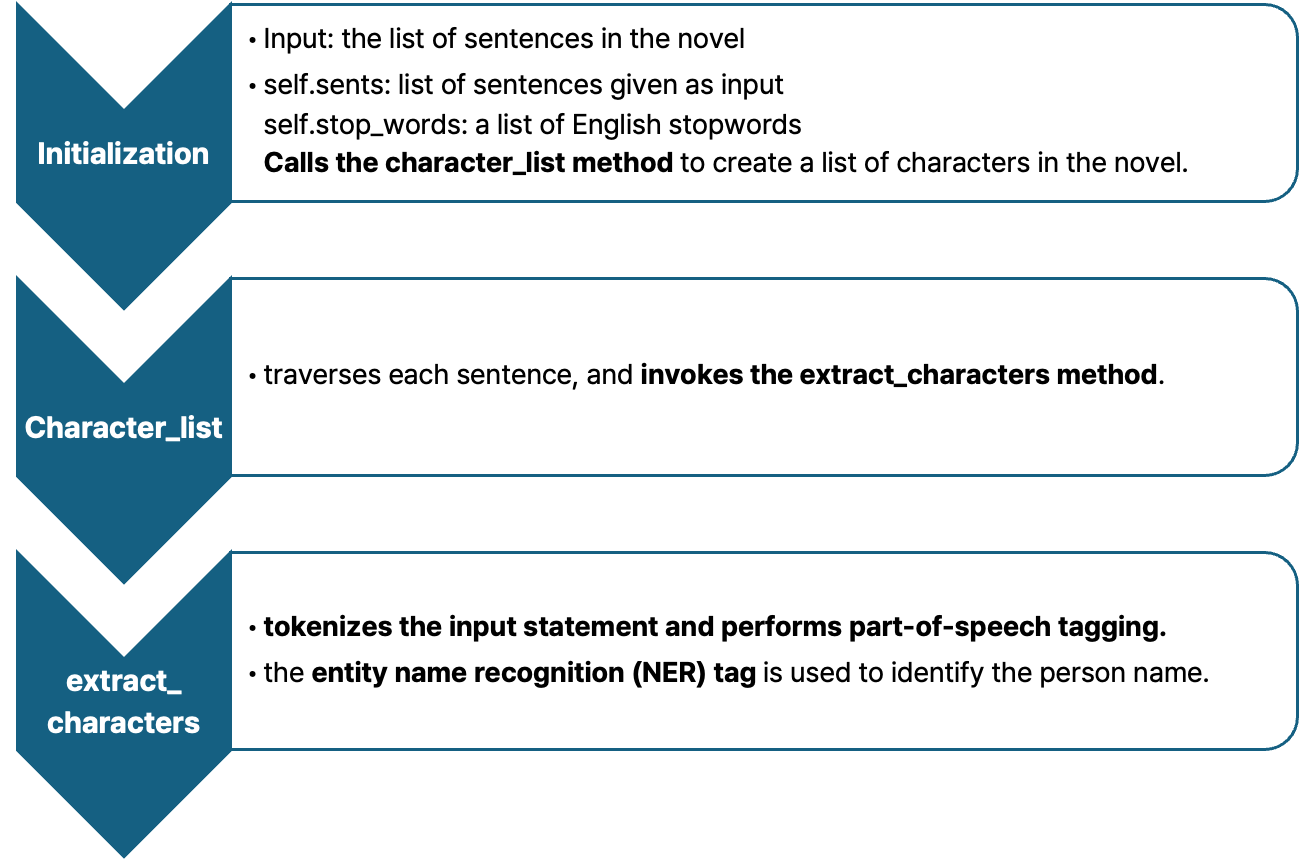 Initialization
• Input: the list of sentences in the novel
• self.sents: list of sentences given as input
self.stop_words: a list of English stopwords
Calls the character_list method to create a list of characters in the novel.
Character_list
• traverses each sentence, and invokes the extract_characters method.
extract_
characters
• tokenizes the input statement and performs part-of-speech tagging.
• the entity name recognition (NER) tag is used to identify the person name.